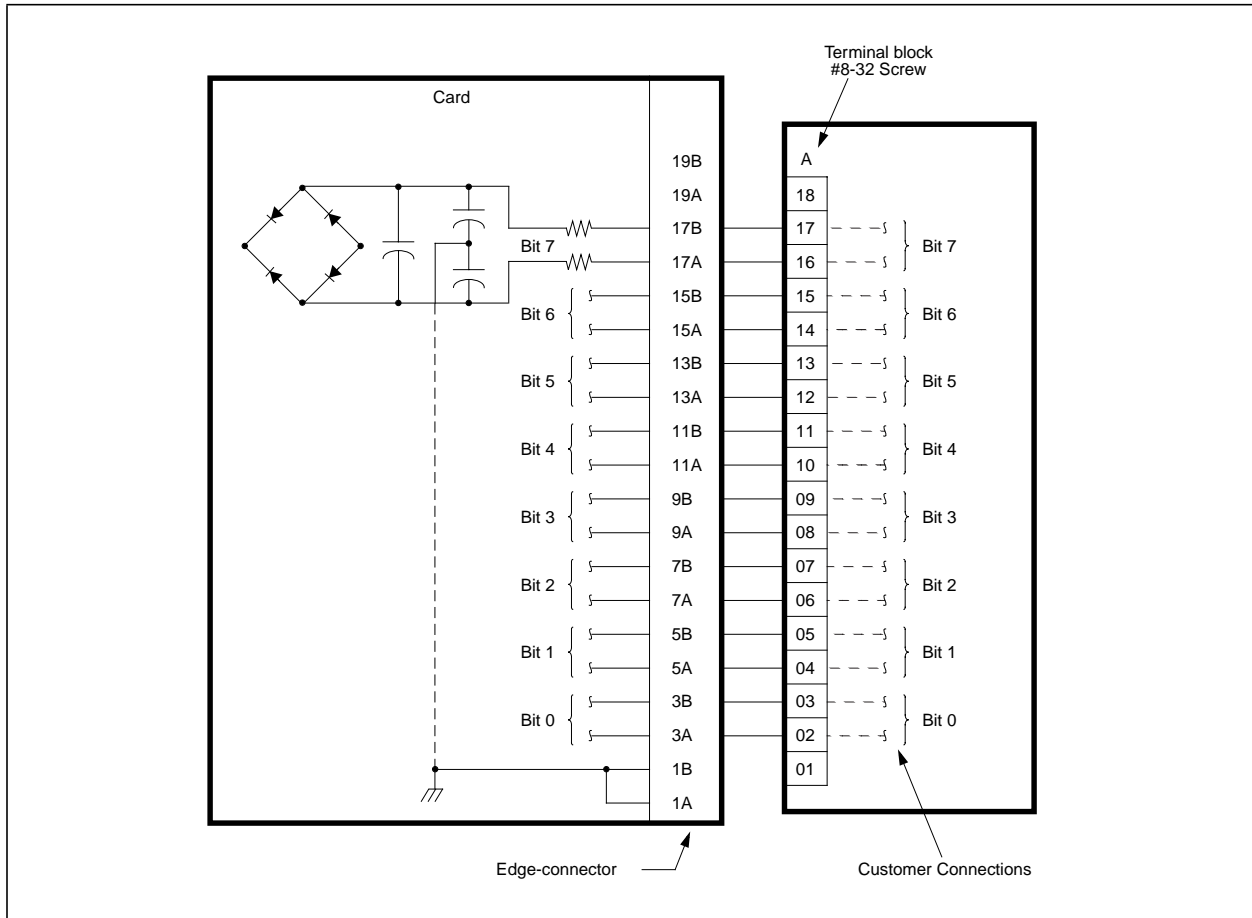 Terminal block
#8-32 Screw
Card
19B
A
19A
18
17B
17
Bit 7
Bit 7
17A
16
15B
15
Bit 6
Bit 6
15A
14
13B
13
Bit 5
Bit 5
13A
12
11B
11
Bit 4
Bit 4
11A
10
9B
09
Bit 3
Bit 3
9A
08
7B
07
Bit 2
Bit 2
7A
06
5B
05
Bit 1
Bit 1
5A
04
3B
03
Bit 0
Bit 0
3A
02
1B
01
1A
Edge-connector
Customer Connections